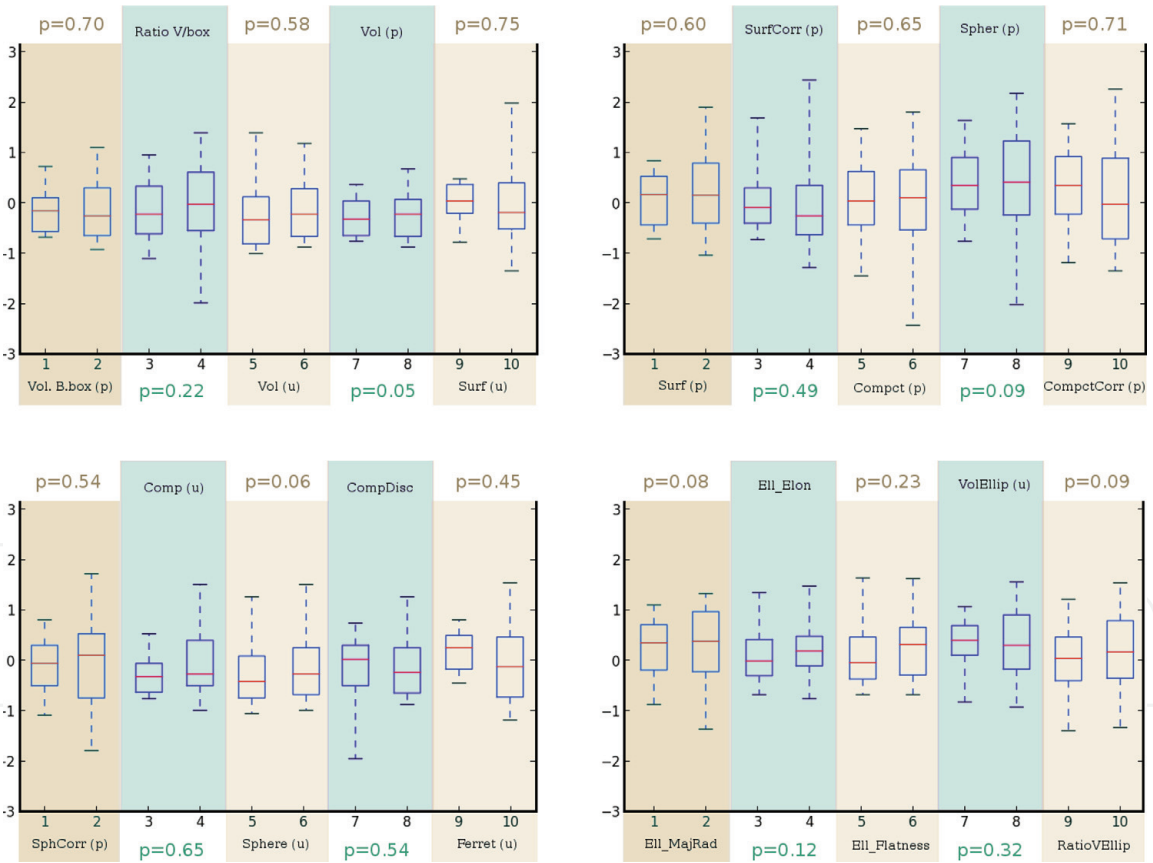 p=0.70 Ratio V/box p=0.58 Vol (p) p=0.75
3
2
1
0
-1
-2
-3
1 2 3 4 5 6 7 8 9 10
Vol. B.box (p) p=0.22 Vol (u) p=0.05 Surf (u)
p=0.60 SurfCorr (p) p=0.65 Spher (p) p=0.71
3
2
1
0
−1
−2
−3
1 2 3 4 5 6 7 8 9 10
Surf (p) p=0.49 Compct (p) p=0.09 CompctCorr (p)
p=0.54 Comp (u) p=0.06 CompDisc p=0.45
3
2
1
0
-1
-2
-3
1 2 3 4 5 6 7 8 9 10
SphCorr (p) p=0.65 Sphere (u) p=0.54 Ferret (u)
p=0.08 Ell_Elon p=0.23 VolEllip (u) p=0.09
3
2
1
0
−1
−2
−3
1 2 3 4 5 6 7 8 9 10
Ell_MajRad p=0.12 Ell_Flatness p=0.32 RatioVEllip